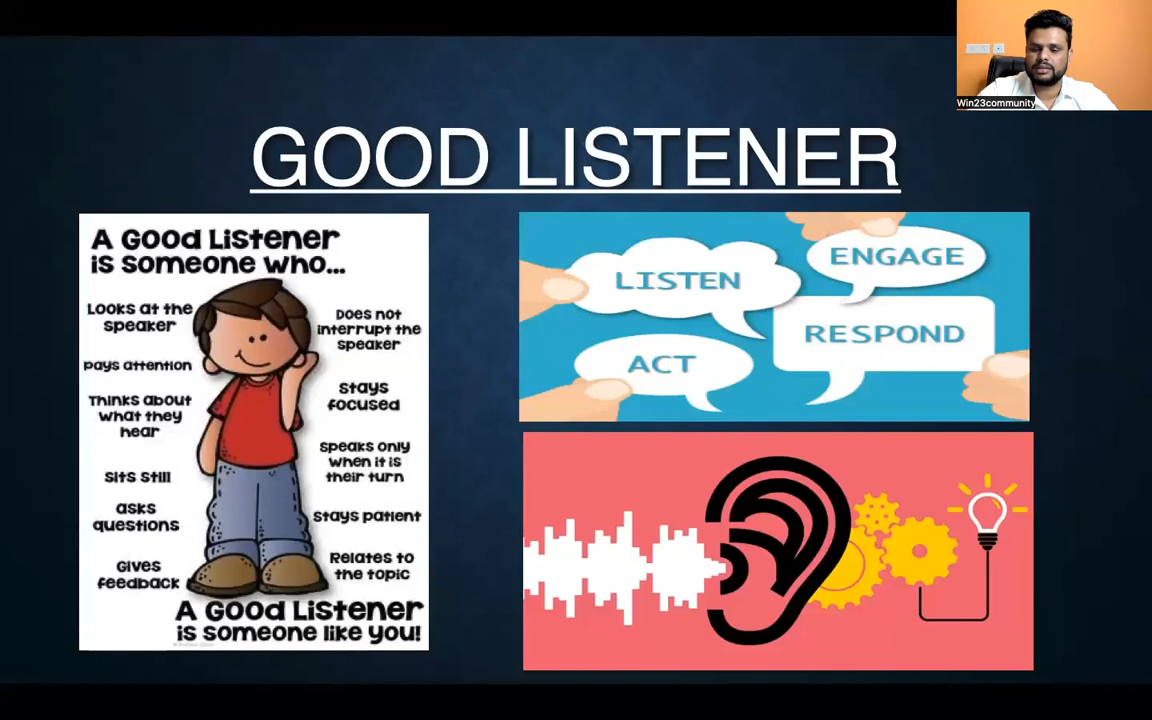 Win23community
GOOD LISTENER
A Good Listener
is someone who...
Looks at the
speaker
pays attention
Thinks about
what they
hear
sits still
asks
questions
Gives
feedback
Does not
interrupt the
speaker
stays
focused
speaks only
when it is
their turn
stays patient
Relates to
the topic
A Good Listener
is someone like you!
LISTEN
ENGAGE
RESPOND
ACT